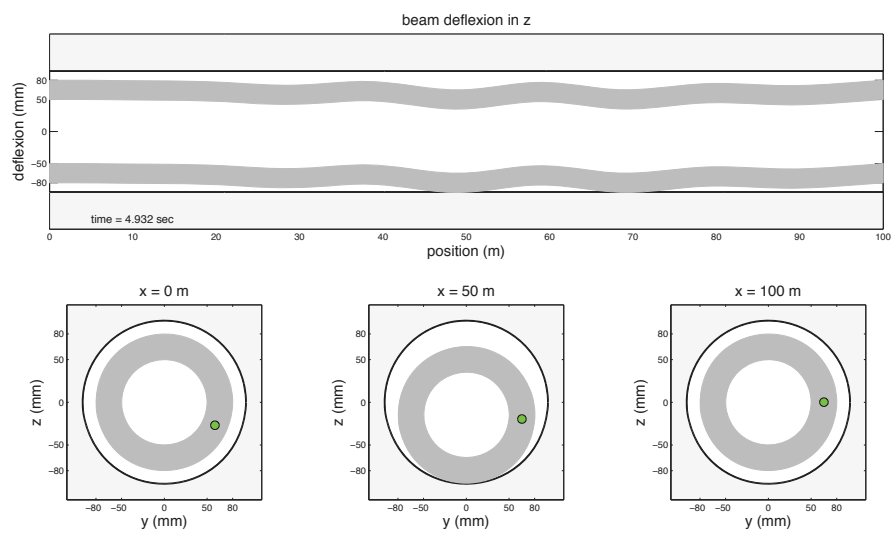 beam deflexion in z
deflexion (mm)
80
50
0
−50
−80
time = 4.932 sec
0 10 20 30 40 50 60 70 80 90 100
position (m)
x = 0 m
z (mm)
80
50
0
−50
−80
−80 −50 0 50 80
y (mm)
x = 50 m
z (mm)
80
50
0
−50
−80
−80 −50 0 50 80
y (mm)
x = 100 m
z (mm)
80
50
0
−50
−80
−80 −50 0 50 80
y (mm)